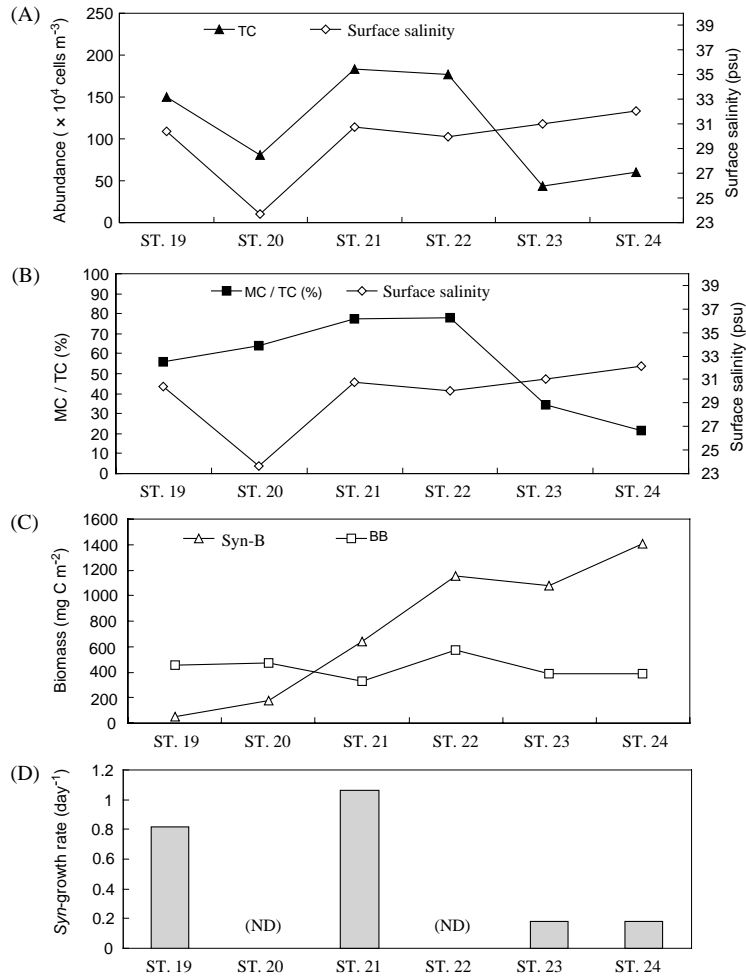 (A)
TC
Surface salinity
Abundance ( × 10⁴ cells m⁻³)
250
200
150
100
50
0
39
37
35
33
31
29
27
25
23
Surface salinity (psu)
ST. 19 ST. 20 ST. 21 ST. 22 ST. 23 ST. 24
(B)
MC / TC (%)
Surface salinity
MC / TC (%)
100
90
80
70
60
50
40
30
20
10
0
39
37
35
33
31
29
27
25
23
Surface salinity (psu)
ST. 19 ST. 20 ST. 21 ST. 22 ST. 23 ST. 24
(C)
Syn-B
BB
Biomass (mg C m⁻²)
1600
1400
1200
1000
800
600
400
200
0
ST. 19 ST. 20 ST. 21 ST. 22 ST. 23 ST. 24
(D)
Syn-growth rate (day⁻¹)
1.2
1
0.8
0.6
0.4
0.2
0
(ND) (ND)
ST. 19 ST. 20 ST. 21 ST. 22 ST. 23 ST. 24